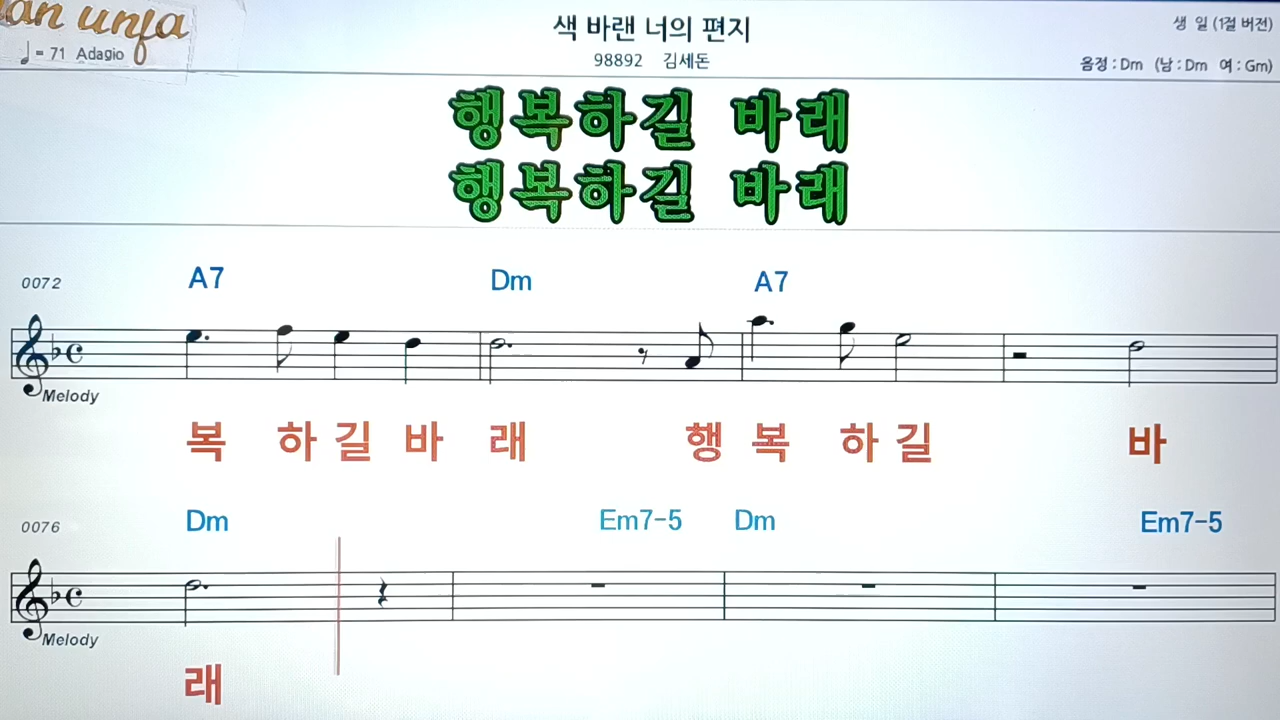 an unja
♩= 71 Adagio
색 바랜 너의 편지
98892 김세돈
생 일 (1절 버전)
음정 : Dm (남 : Dm 여 : Gm)
행복하길 바래
행복하길 바래
0072
A7 Dm A7
Melody
복 하 길 바 래 행 복 하 길 바
0076
Dm Em7-5 Dm Em7-5
Melody
래